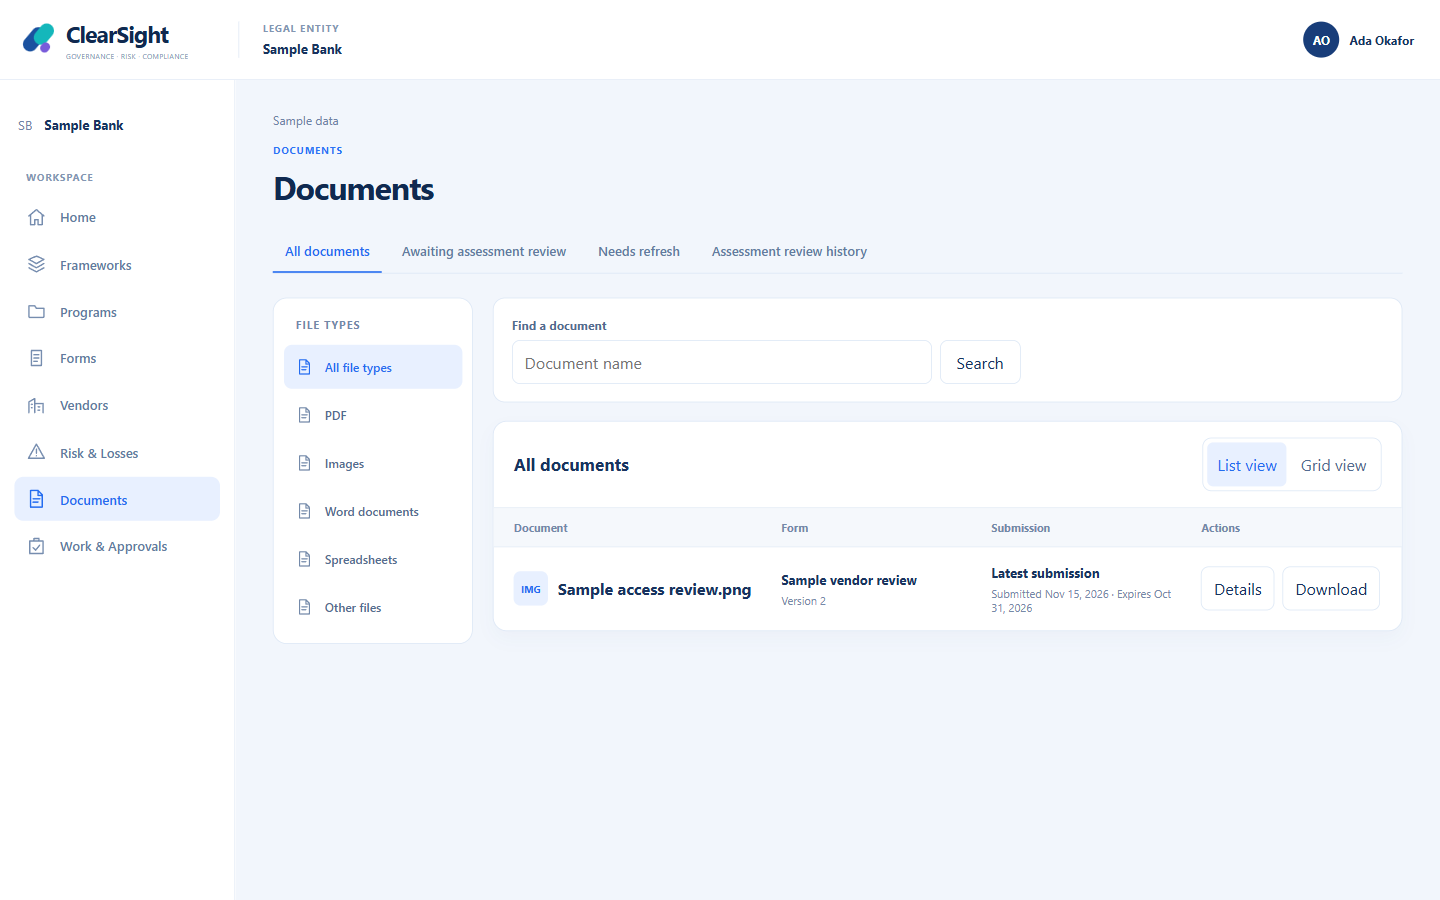 ClearSight
GOVERNANCE · RISK · COMPLIANCE
LEGAL ENTITY
Sample Bank
AO
Ada Okafor
SB Sample Bank
WORKSPACE
Home
Frameworks
Programs
Forms
Vendors
Risk & Losses
Documents
Work & Approvals
Sample data
DOCUMENTS
Documents
All documents
Awaiting assessment review
Needs refresh
Assessment review history
FILE TYPES
All file types
PDF
Images
Word documents
Spreadsheets
Other files
Find a document
Document name
Search
All documents
List view
Grid view
Document
Form
Submission
Actions
IMG
Sample access review.png
Sample vendor review
Version 2
Latest submission
Submitted Nov 15, 2026 · Expires Oct
31, 2026
Details
Download